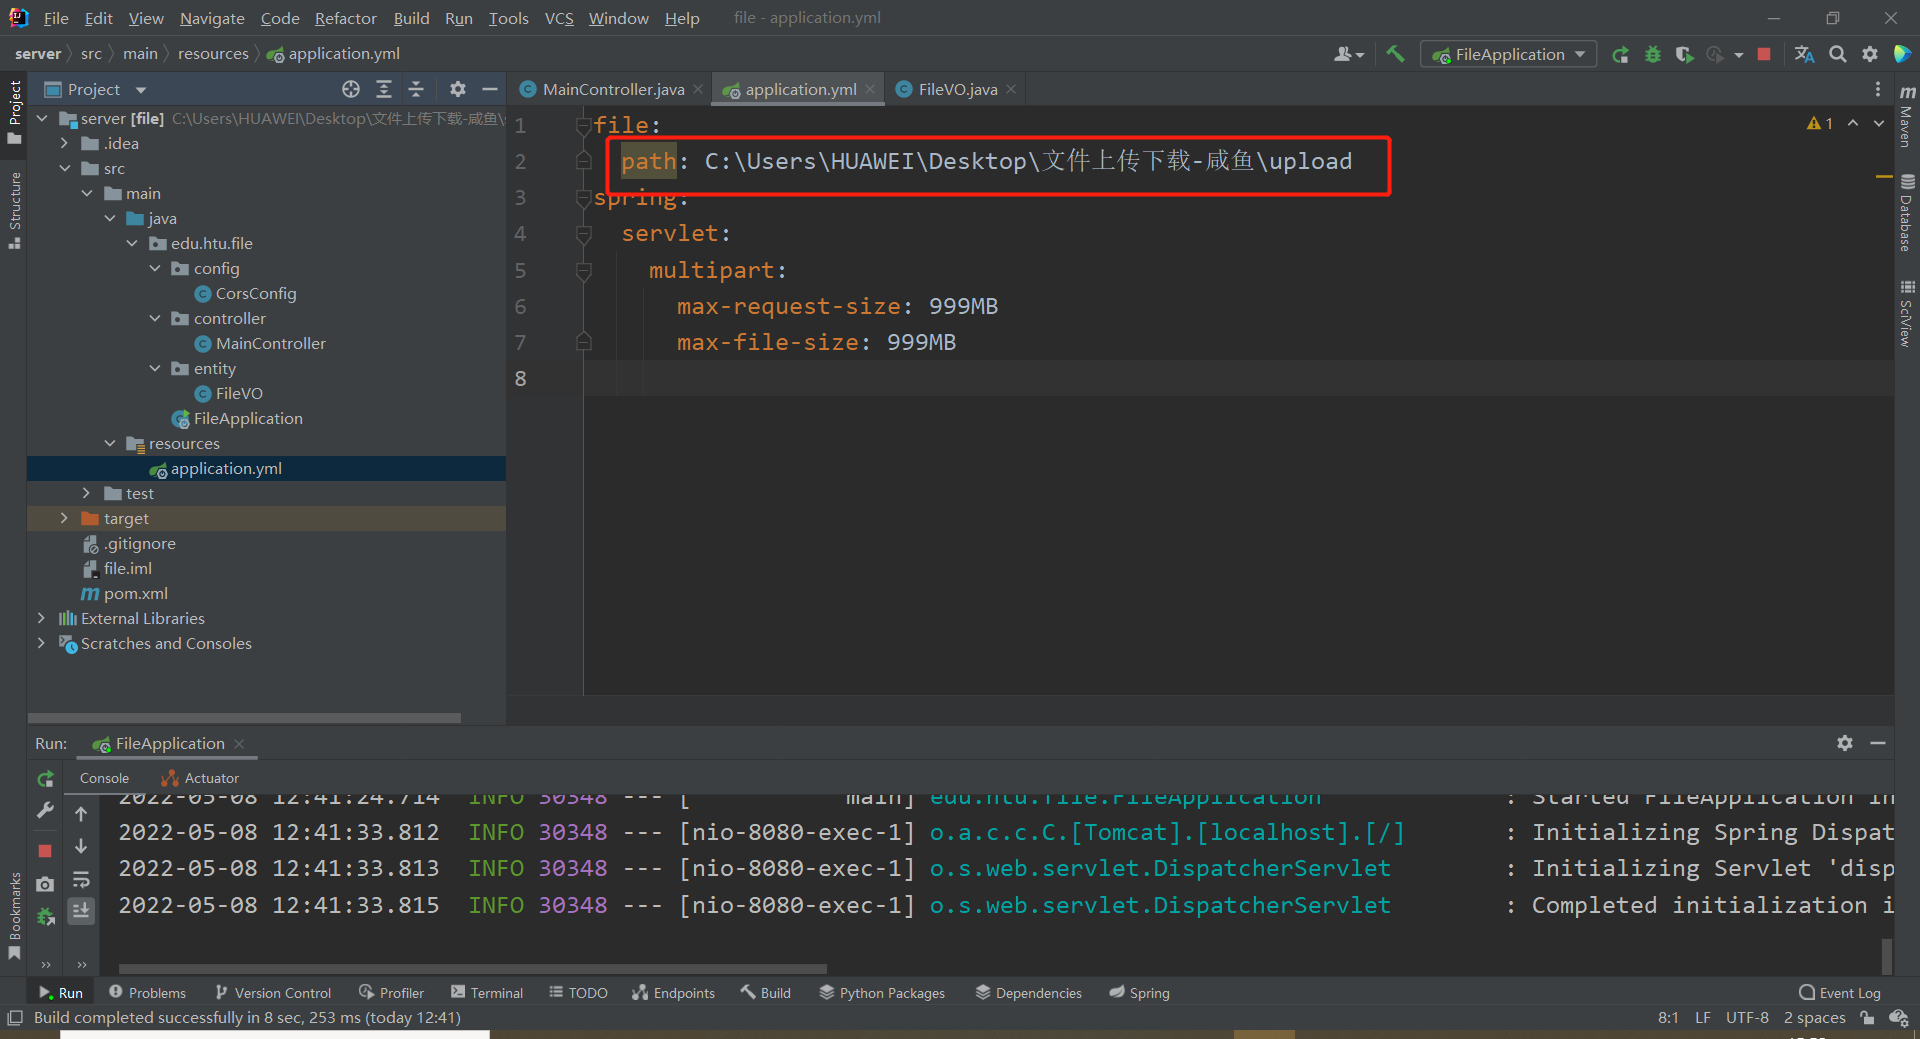 File Edit View Navigate Code Refactor Build Run Tools VCS Window Help file - application.yml
server src main resources application.yml FileApplication
Project MainController.java application.yml FileVO.java
server [file] C:\Users\HUAWEI\Desktop\文件上传下载-咸鱼\
.idea
src
main
java
edu.htu.file
config
CorsConfig
controller
MainController
entity
FileVO
FileApplication
resources
application.yml
test
target
.gitignore
file.iml
pom.xml
External Libraries
Scratches and Consoles
1 file:
2 path: C:\Users\HUAWEI\Desktop\文件上传下载-咸鱼\upload
3 spring:
4 servlet:
5 multipart:
6 max-request-size: 999MB
7 max-file-size: 999MB
8
1
Project
Structure
Bookmarks
Maven
Database
SciView
Run: FileApplication
Console Actuator
2022-05-08 12:41:24.714 INFO 30348 --- [ main] edu.htu.file.FileApplication : Started FileApplication in
2022-05-08 12:41:33.812 INFO 30348 --- [nio-8080-exec-1] o.a.c.c.C.[Tomcat].[localhost].[/] : Initializing Spring Dispat
2022-05-08 12:41:33.813 INFO 30348 --- [nio-8080-exec-1] o.s.web.servlet.DispatcherServlet : Initializing Servlet 'disp
2022-05-08 12:41:33.815 INFO 30348 --- [nio-8080-exec-1] o.s.web.servlet.DispatcherServlet : Completed initialization i
Run Problems Version Control Profiler Terminal TODO Endpoints Build Python Packages Dependencies Spring Event Log
Build completed successfully in 8 sec, 253 ms (today 12:41) 8:1 LF UTF-8 2 spaces